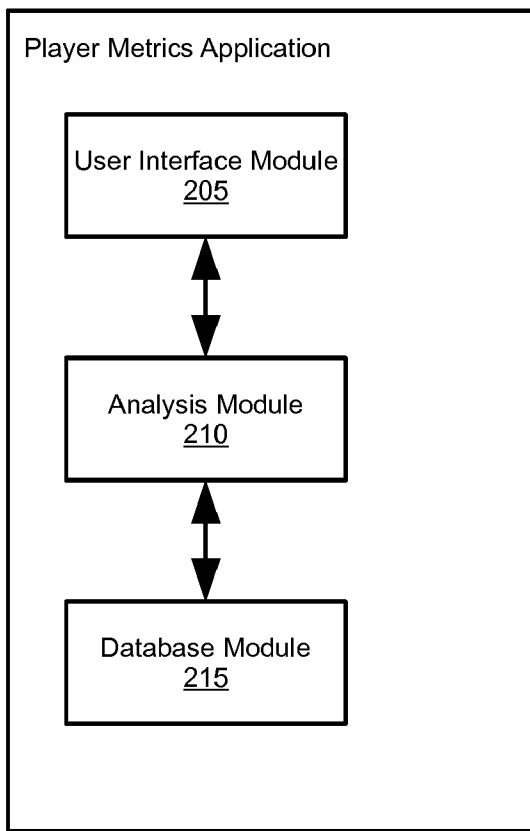 Player Metrics Application
User Interface Module
205
Analysis Module
210
Database Module
215